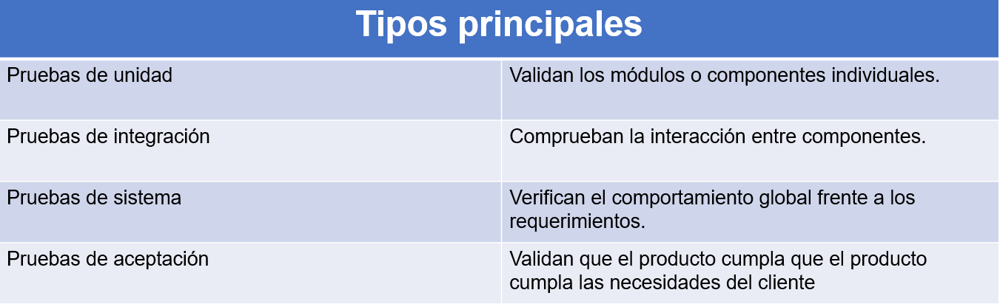 Tipos principales
Pruebas de unidad
Validan los módulos o componentes individuales.
Pruebas de integración
Comprueban la interacción entre componentes.
Pruebas de sistema
Verifican el comportamiento global frente a los
requerimientos.
Pruebas de aceptación
Validan que el producto cumpla que el producto
cumpla las necesidades del cliente